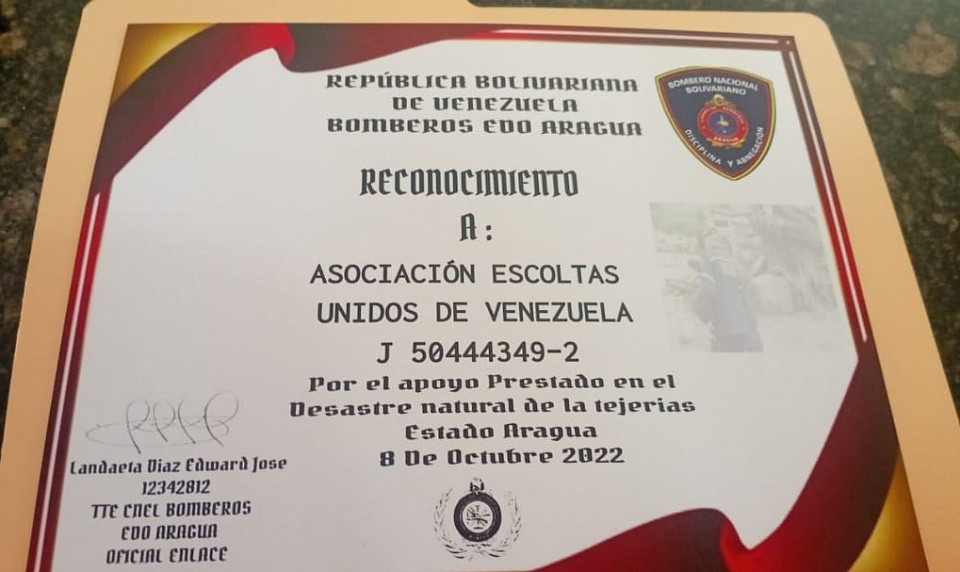 REPÚBLICA BOLIVARIANA
DE VENEZUELA
BOMBEROS EDO ARAGUA
BOMBERO NACIONAL
BOLIVARIANO
ARAGUA
DISCIPLINA Y ABNEGACIÓN
RECONOCIMIENTO
A:
ASOCIACIÓN ESCOLTAS
UNIDOS DE VENEZUELA
J 50444349-2
Por el apoyo Prestado en el
Desastre natural de la tejerias
Estado Aragua
8 De Octubre 2022
Landaeta Diaz Edward Jose
12342812
TTE CNEL BOMBEROS
EDO ARAGUA
OFICIAL ENLACE